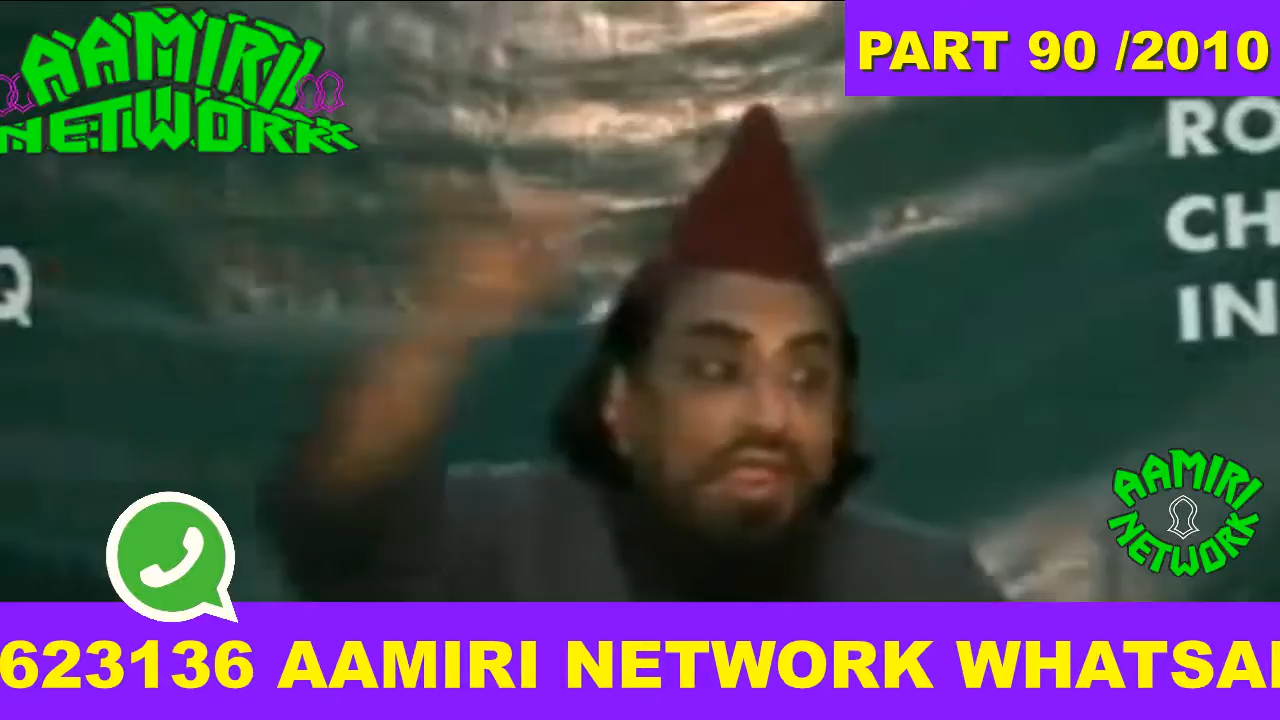 AAMIRI
NETWORK
PART 90 /2010
RO
CH
IN
Q
AAMIRI
NETWORK
623136 AAMIRI NETWORK WHATSA